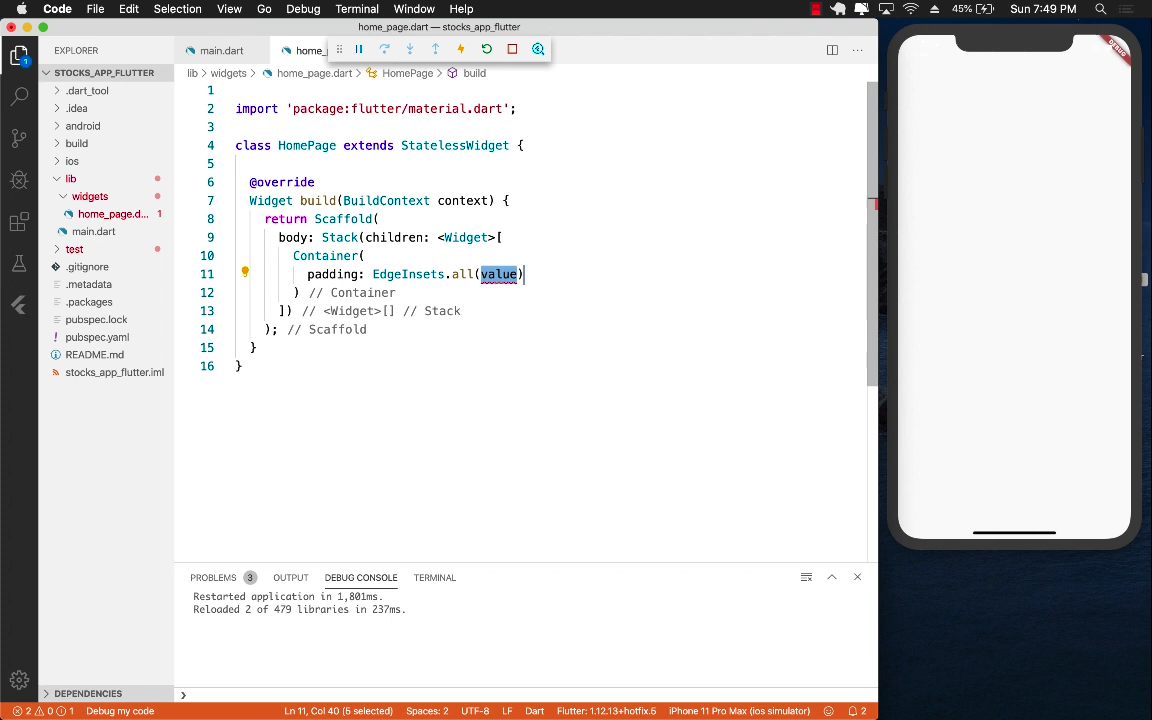 Code File Edit Selection View Go Debug Terminal Window Help 45% Sun 7:49 PM
home_page.dart — stocks_app_flutter
EXPLORER
main.dart
home_
STOCKS_APP_FLUTTER
lib > widgets > home_page.dart > HomePage > build
.dart_tool
.idea
android
build
ios
lib
widgets
home_page.d... 1
main.dart
test
.gitignore
.metadata
.packages
pubspec.lock
pubspec.yaml
README.md
stocks_app_flutter.iml
DEPENDENCIES
1
2 import 'package:flutter/material.dart';
3
4 class HomePage extends StatelessWidget {
5
6 @override
7 Widget build(BuildContext context) {
8 return Scaffold(
9 body: Stack(children: <Widget>[
10 Container(
11 padding: EdgeInsets.all(value)
12 ) // Container
13 ]) // <Widget>[] // Stack
14 ); // Scaffold
15 }
16 }
PROBLEMS 3 OUTPUT DEBUG CONSOLE TERMINAL
Restarted application in 1,801ms.
Reloaded 2 of 479 libraries in 237ms.
2 0 1 Debug my code Ln 11, Col 40 (5 selected) Spaces: 2 UTF-8 LF Dart Flutter: 1.12.13+hotfix.5 iPhone 11 Pro Max (ios simulator) 2
DEBUG
1